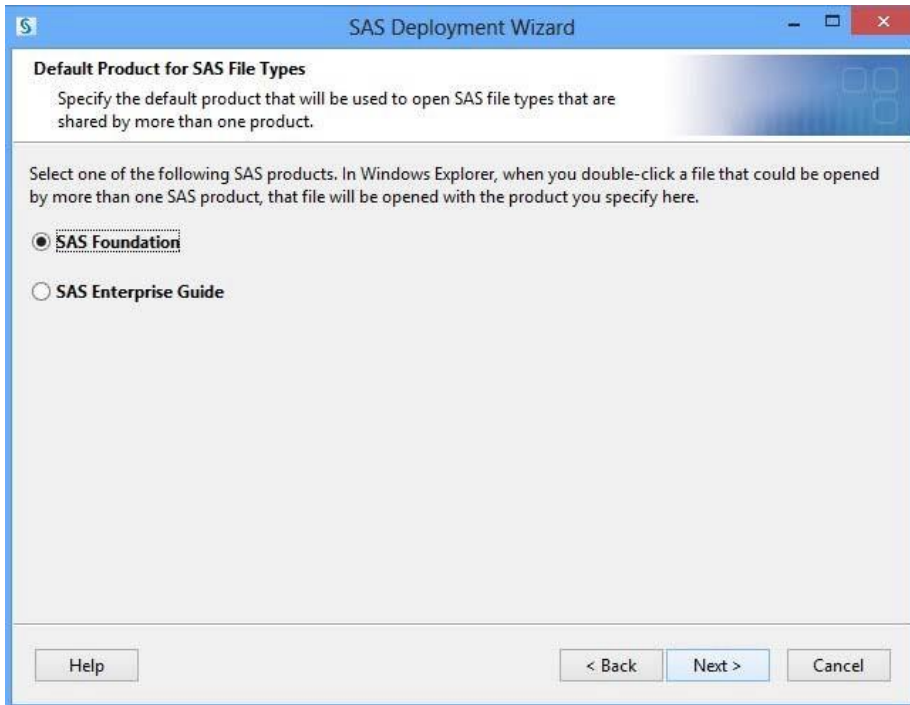 SAS Deployment Wizard
Default Product for SAS File Types
Specify the default product that will be used to open SAS file types that are
shared by more than one product.
Select one of the following SAS products. In Windows Explorer, when you double-click a file that could be opened
by more than one SAS product, that file will be opened with the product you specify here.
SAS Foundation
SAS Enterprise Guide
Help
< Back
Next >
Cancel